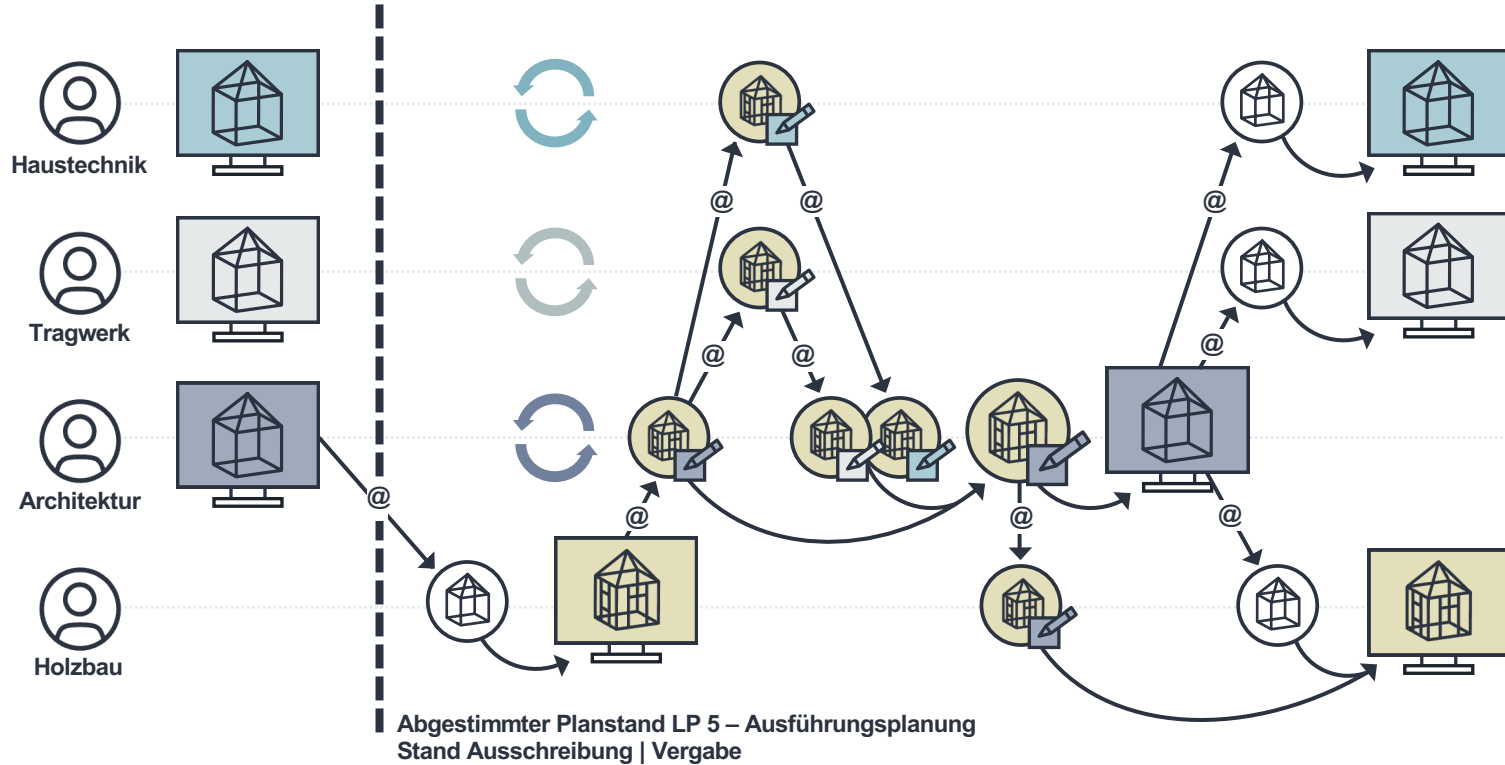 Haustechnik
@
@
@
Tragwerk
@
@
@
Architektur
@
@
@
@
Holzbau
Abgestimmter Planstand LP 5 – Ausführungsplanung
Stand Ausschreibung | Vergabe